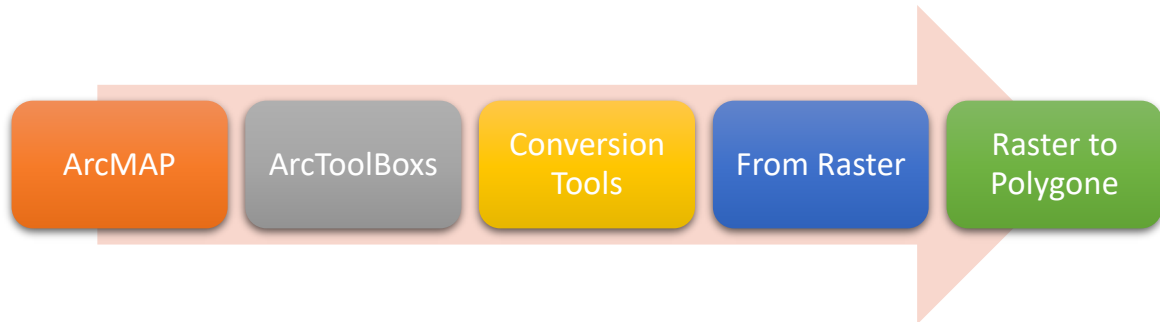 ArcMAP
ArcToolBoxs
Conversion
Tools
From Raster
Raster to
Polygone